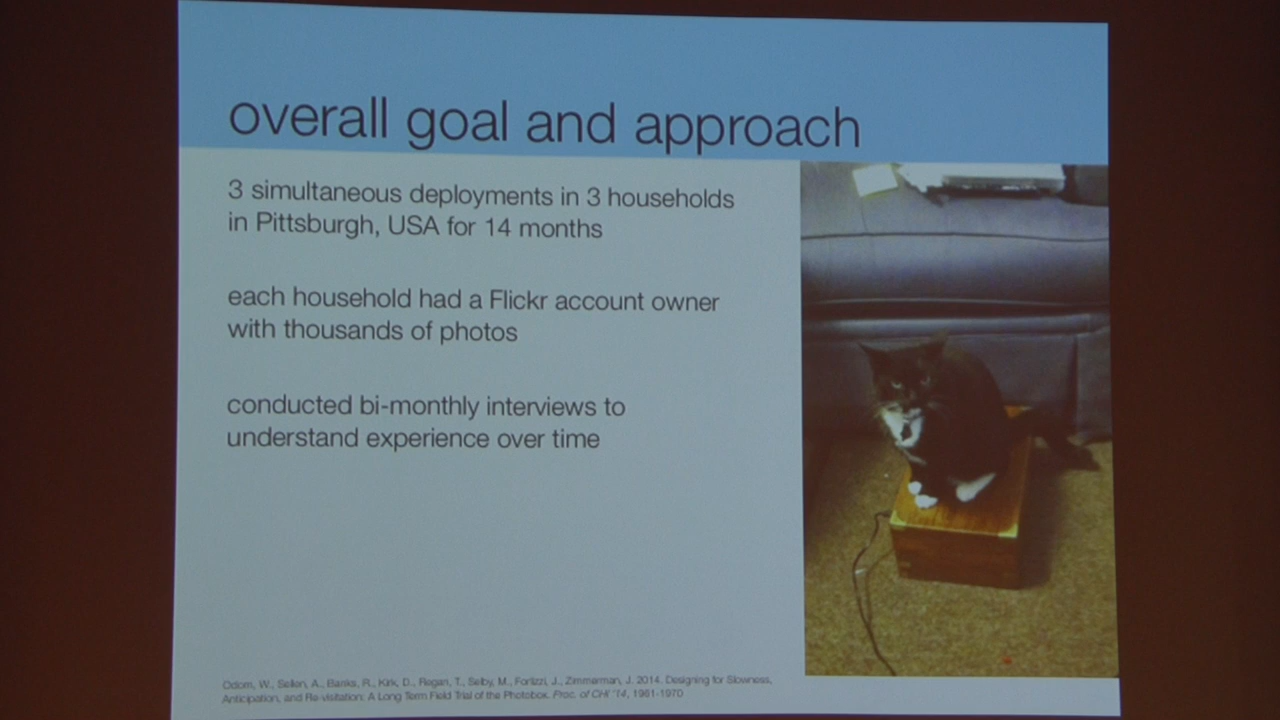 overall goal and approach
3 simultaneous deployments in 3 households
in Pittsburgh, USA for 14 months
each household had a Flickr account owner
with thousands of photos
conducted bi-monthly interviews to
understand experience over time
Odom, W., Sellen, A., Banks, R., Kirk, D., Regan, T., Selby, M., Forlizzi, J., Zimmerman, J. 2014. Designing for Slowness,
Anticipation, and Re-visitation: A Long Term Field Trial of the Photobox. Proc. of CHI '14, 1961-1970